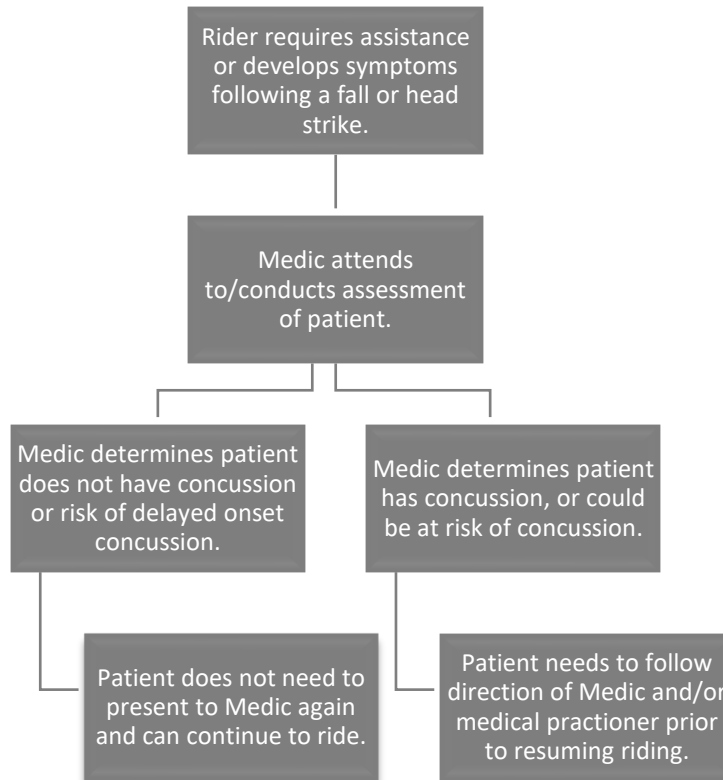 Rider requires assistance
or develops symptoms
following a fall or head
strike.
Medic attends
to/conducts assessment
of patient.
Medic determines patient
does not have concussion
or risk of delayed onset
concussion.
Medic determines patient
has concussion, or could
be at risk of concussion.
Patient does not need to
present to Medic again
and can continue to ride.
Patient needs to follow
direction of Medic and/or
medical practioner prior
to resuming riding.